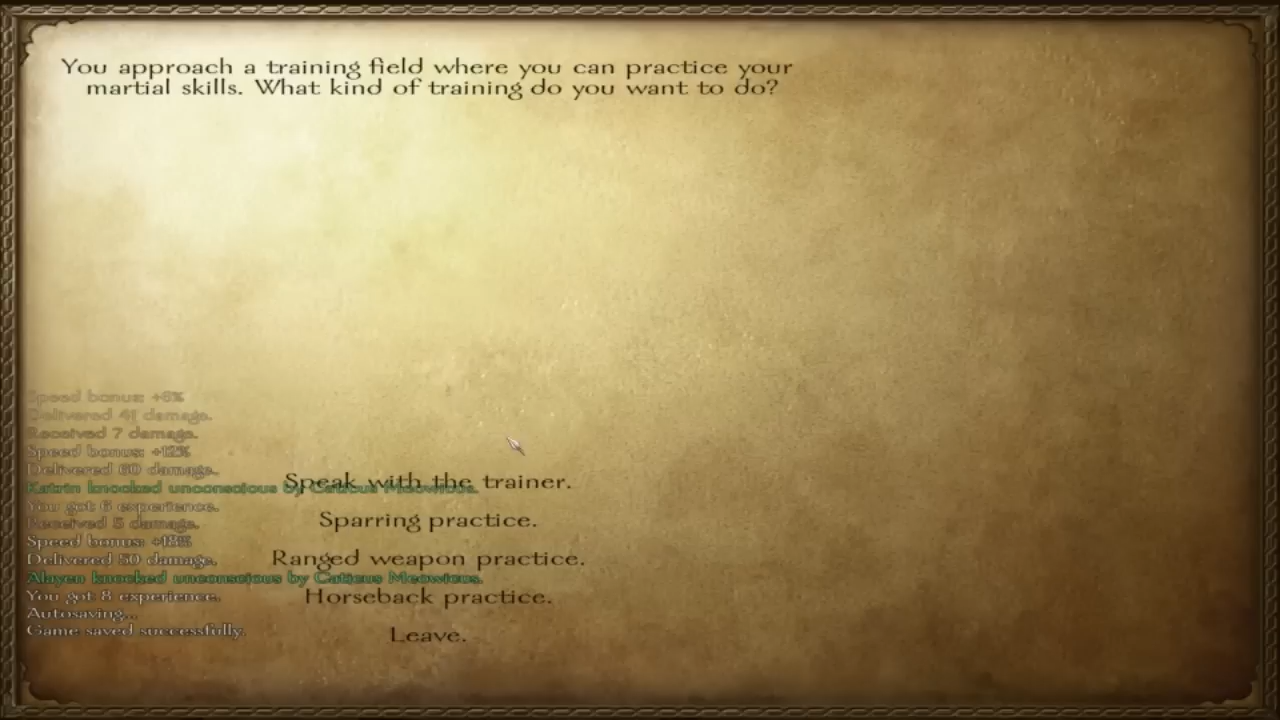 You approach a training field where you can practice your
martial skills. What kind of training do you want to do?
Speed bonus: +6%
Delivered 41 damage.
Received 7 damage.
Speed bonus: +12%
Delivered 60 damage.
Speak with the trainer.
Katrin knocked unconscious by Caticus Meowicus.
You got 6 experience.
Sparring practice.
Received 5 damage.
Speed bonus: +18%
Delivered 50 damage.
Ranged weapon practice.
Alayen knocked unconscious by Caticus Meowicus.
You got 8 experience.
Horseback practice.
Autosaving...
Game saved successfully.
Leave.